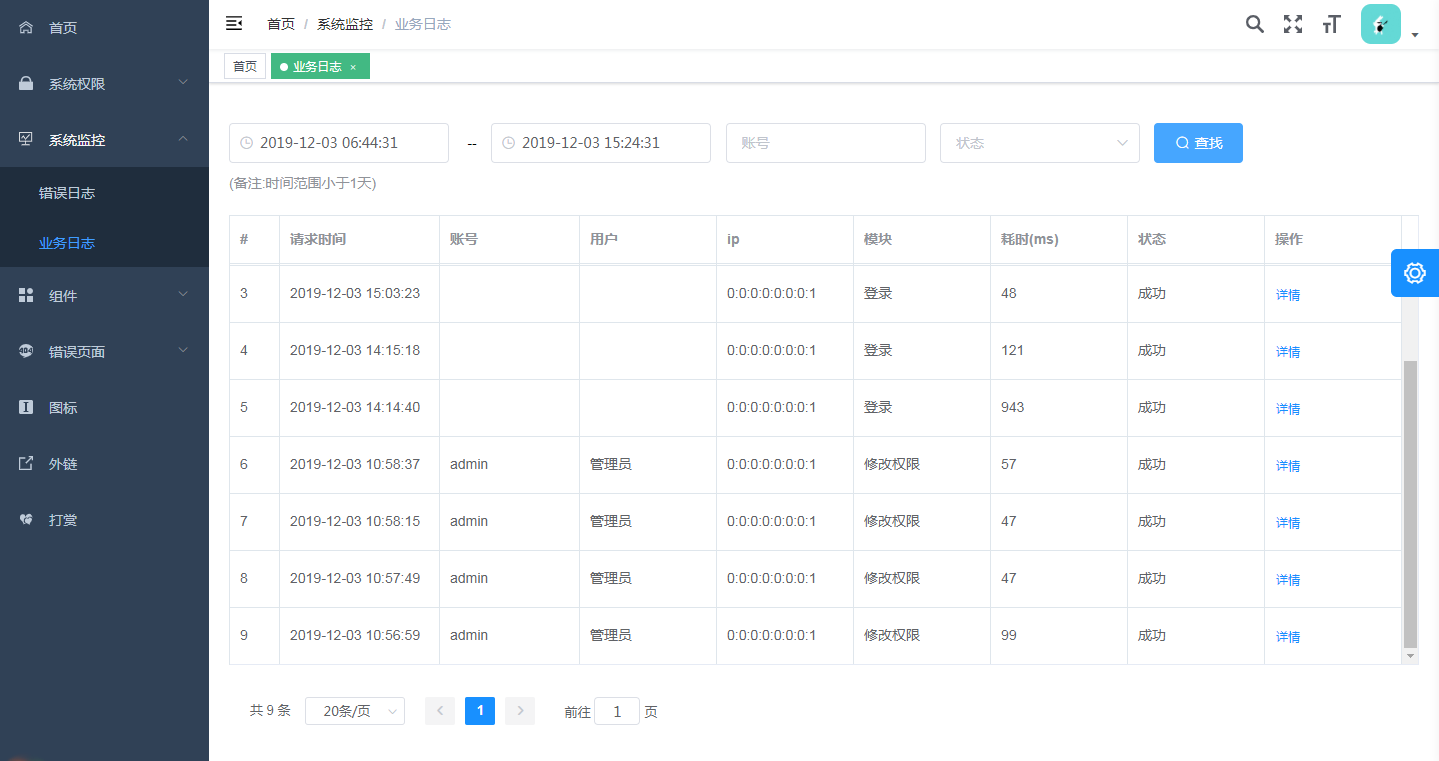 首页
系统权限
系统监控
错误日志
业务日志
组件
错误页面
图标
外链
打赏
首页 / 系统监控 / 业务日志
首页 业务日志 ×
2019-12-03 06:44:31 -- 2019-12-03 15:24:31 账号 状态 查找
(备注:时间范围小于1天)
# 请求时间 账号 用户 ip 模块 耗时(ms) 状态 操作
3 2019-12-03 15:03:23 0:0:0:0:0:0:0:1 登录 48 成功 详情
4 2019-12-03 14:15:18 0:0:0:0:0:0:0:1 登录 121 成功 详情
5 2019-12-03 14:14:40 0:0:0:0:0:0:0:1 登录 943 成功 详情
6 2019-12-03 10:58:37 admin 管理员 0:0:0:0:0:0:0:1 修改权限 57 成功 详情
7 2019-12-03 10:58:15 admin 管理员 0:0:0:0:0:0:0:1 修改权限 47 成功 详情
8 2019-12-03 10:57:49 admin 管理员 0:0:0:0:0:0:0:1 修改权限 47 成功 详情
9 2019-12-03 10:56:59 admin 管理员 0:0:0:0:0:0:0:1 修改权限 99 成功 详情
共 9 条 20条/页 1 前往 1 页